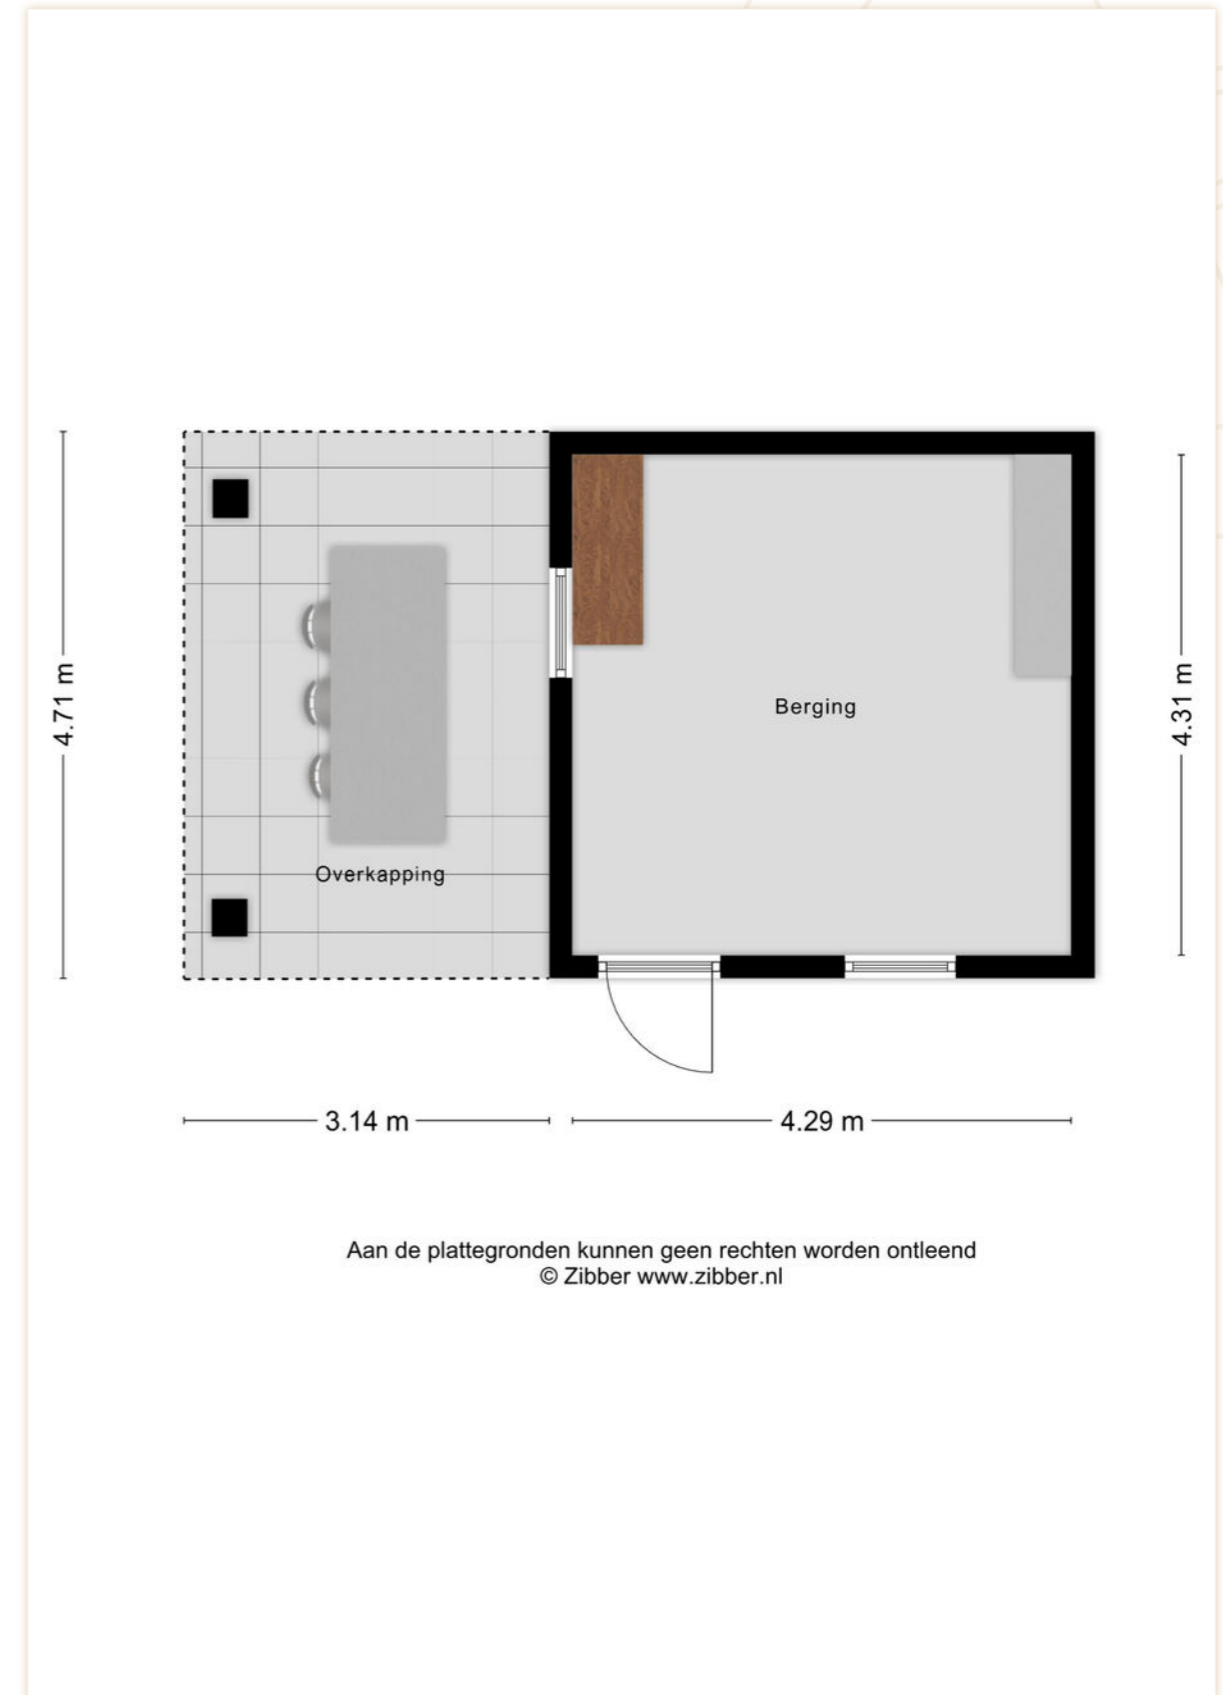 4.71 m
4.31 m
Berging
Overkapping
3.14 m
4.29 m
Aan de plattegronden kunnen geen rechten worden ontleend
© Zibber www.zibber.nl